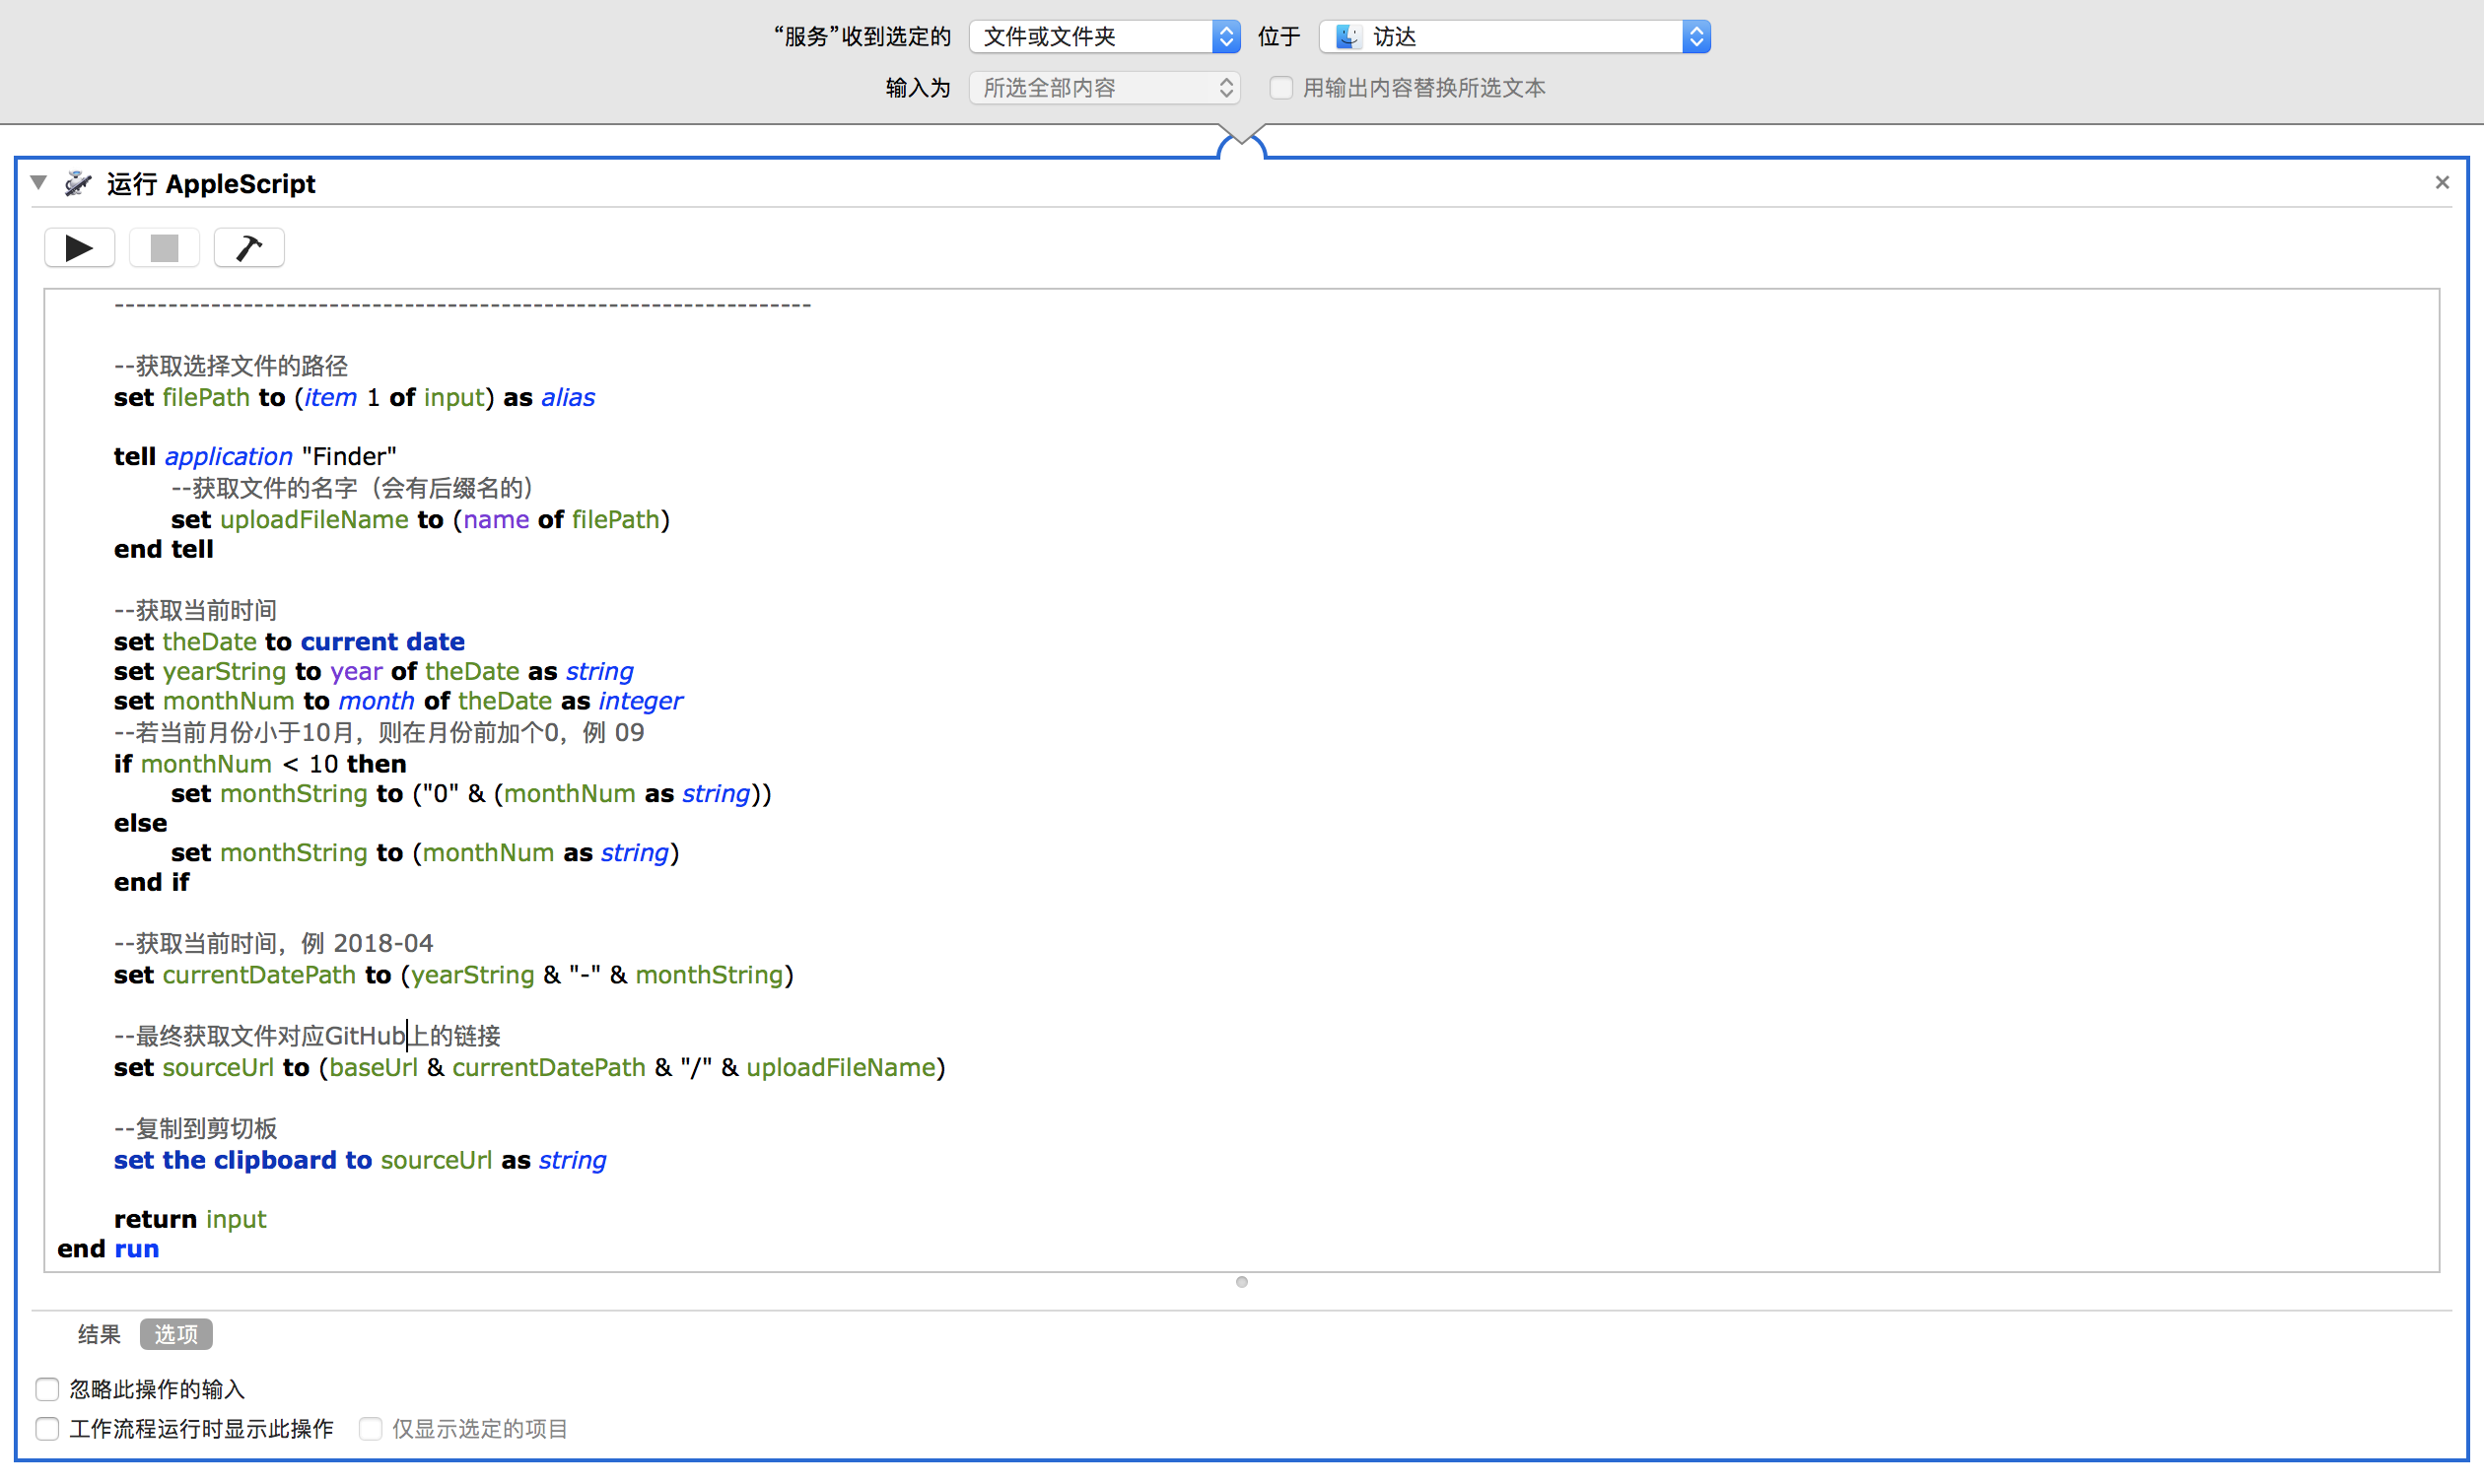 “服务”收到选定的 文件或文件夹 位于 访达
输入为 所选全部内容 用输出内容替换所选文本
运行 AppleScript
----------------------------------------------------------------
--获取选择文件的路径
set filePath to (item 1 of input) as alias
tell application "Finder"
--获取文件的名字（会有后缀名的）
set uploadFileName to (name of filePath)
end tell
--获取当前时间
set theDate to current date
set yearString to year of theDate as string
set monthNum to month of theDate as integer
--若当前月份小于10月，则在月份前加个0，例 09
if monthNum < 10 then
set monthString to ("0" & (monthNum as string))
else
set monthString to (monthNum as string)
end if
--获取当前时间，例 2018-04
set currentDatePath to (yearString & "-" & monthString)
--最终获取文件对应GitHub上的链接
set sourceUrl to (baseUrl & currentDatePath & "/" & uploadFileName)
--复制到剪切板
set the clipboard to sourceUrl as string
return input
end run
结果 选项
忽略此操作的输入
工作流程运行时显示此操作 仅显示选定的项目